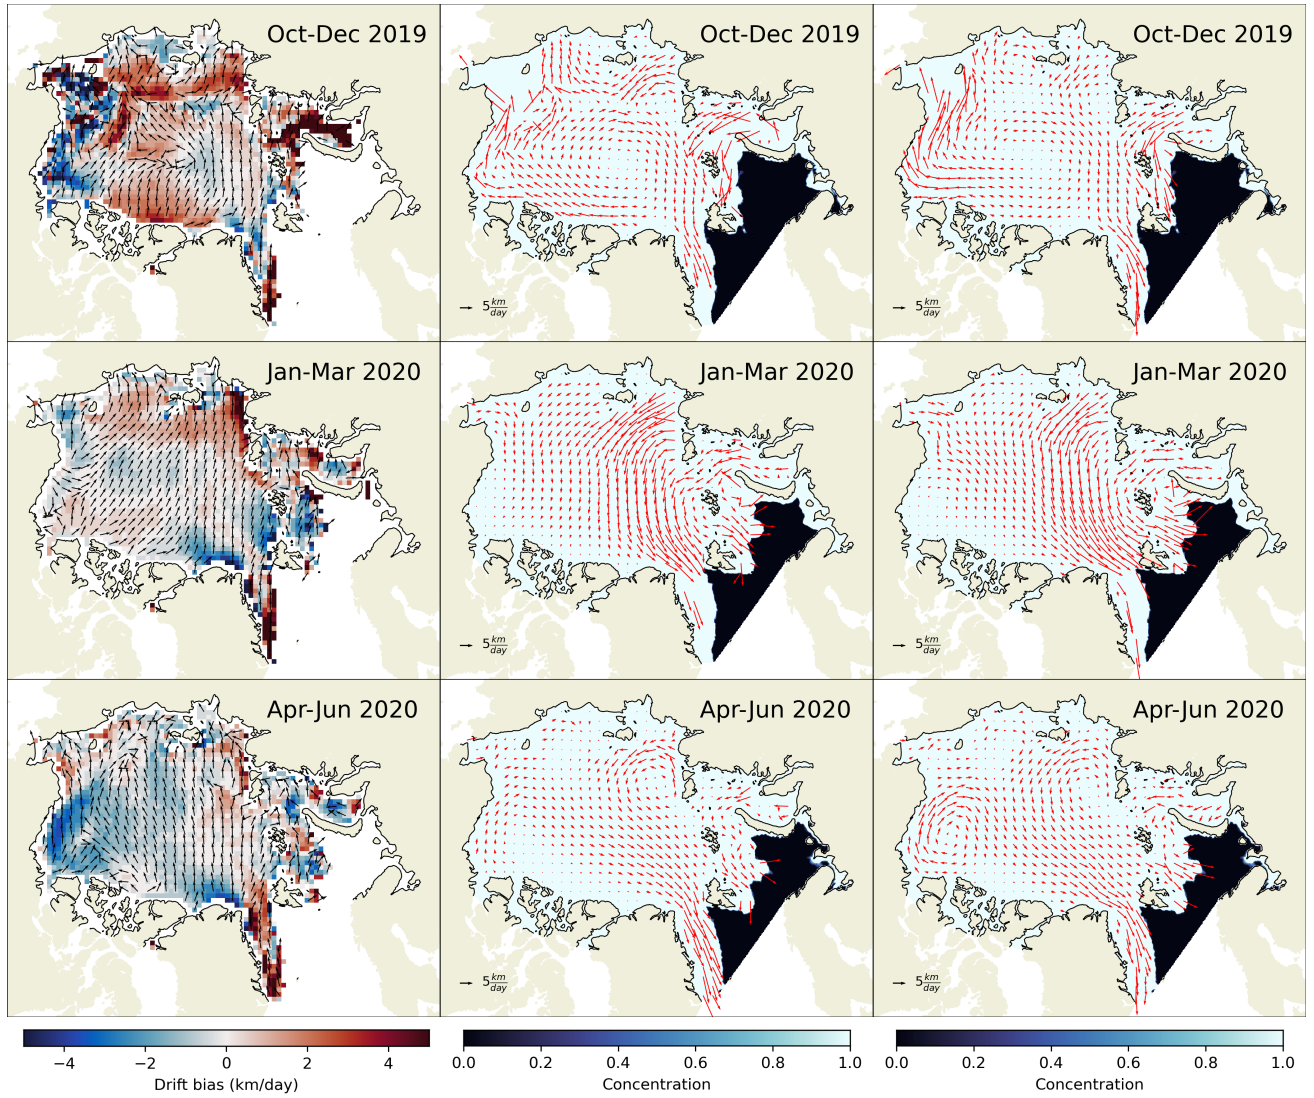 Oct-Dec 2019
Oct-Dec 2019
Oct-Dec 2019
5 km/day
5 km/day
Jan-Mar 2020
Jan-Mar 2020
Jan-Mar 2020
5 km/day
5 km/day
Apr-Jun 2020
Apr-Jun 2020
Apr-Jun 2020
5 km/day
5 km/day
−4 −2 0 2 4
Drift bias (km/day)
0.0 0.2 0.4 0.6 0.8 1.0
Concentration
0.0 0.2 0.4 0.6 0.8 1.0
Concentration